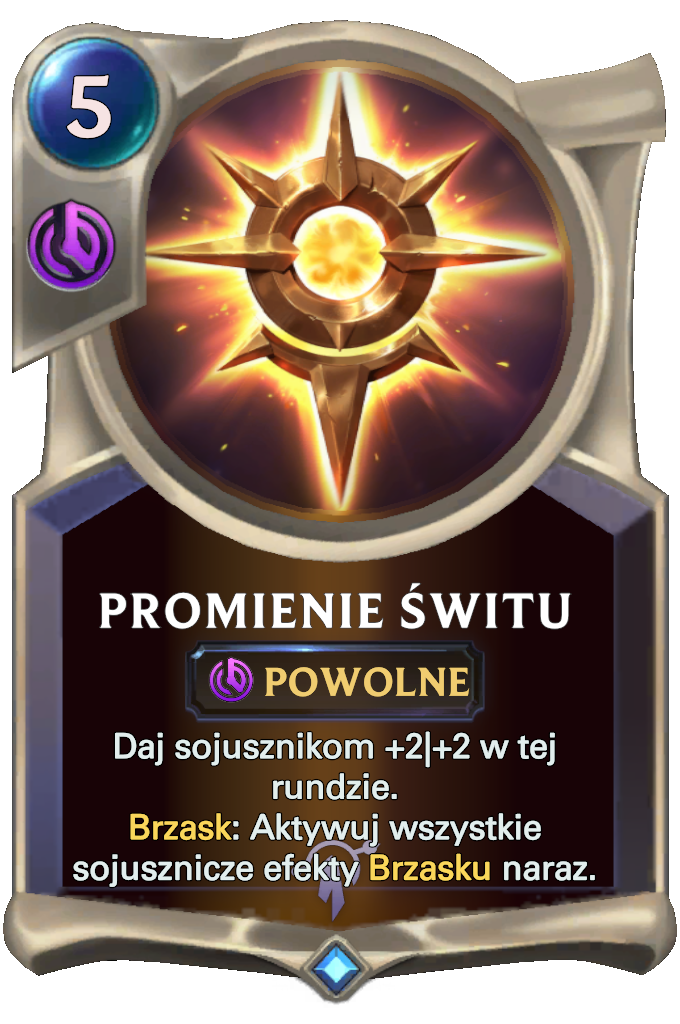 5
PROMIENIE ŚWITU
POWOLNE
Daj sojusznikom +2|+2 w tej
rundzie.
Brzask: Aktywuj wszystkie
sojusznicze efekty Brzasku naraz.